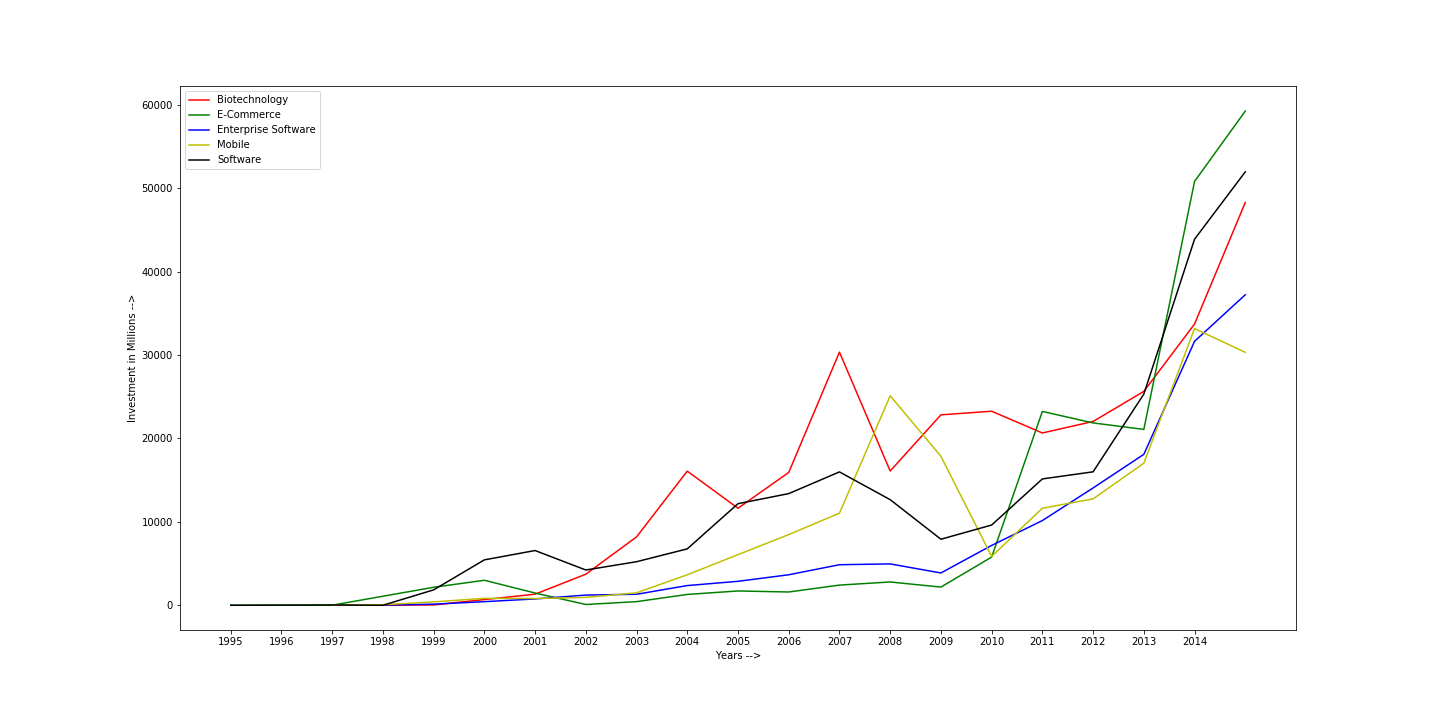 Biotechnology
E-Commerce
Enterprise Software
Mobile
Software
60000
50000
40000
30000
20000
10000
0
Investment in Millions -->
1995 1996 1997 1998 1999 2000 2001 2002 2003 2004 2005 2006 2007 2008 2009 2010 2011 2012 2013 2014
Years -->